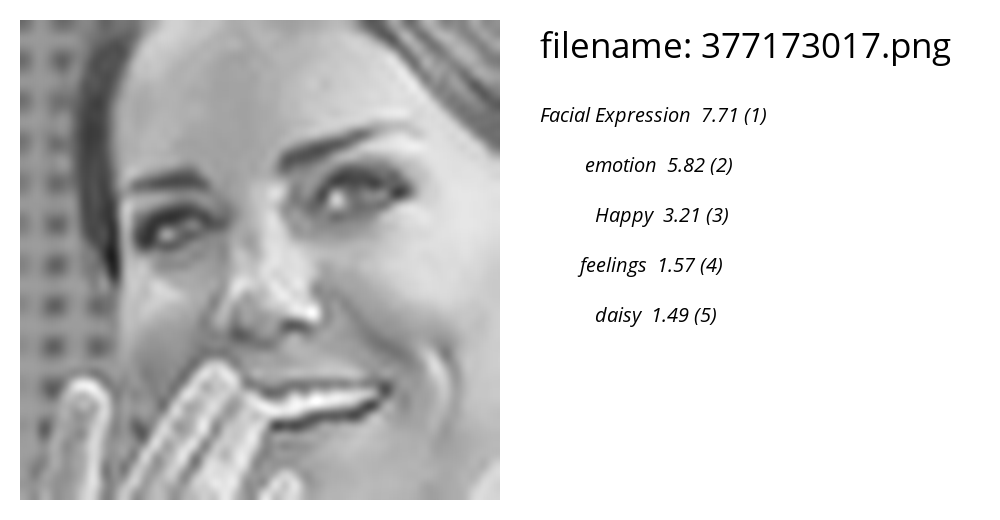 filename: 377173017.png
Facial Expression 7.71 (1)
emotion 5.82 (2)
Happy 3.21 (3)
feelings 1.57 (4)
daisy 1.49 (5)